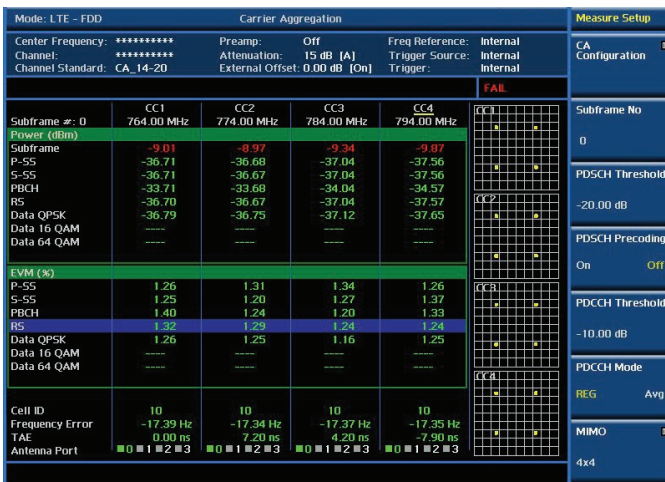 Mode: LTE - FDD Carrier Aggregation Measure Setup
Center Frequency: ********** Preamp: Off Freq Reference: Internal
Channel: ********** Attenuation: 15 dB [A] Trigger Source: Internal
Channel Standard: CA_14-20 External Offset: 0.00 dB [On] Trigger: Internal
CA Configuration
FAIL
CC1 CC2 CC3 CC4
Subframe #: 0 764.00 MHz 774.00 MHz 784.00 MHz 794.00 MHz
Power (dBm)
Subframe -9.01 -8.97 -9.34 -9.87
P-SS -36.71 -36.68 -37.04 -37.56
S-SS -36.71 -36.67 -37.04 -37.56
PBCH -33.71 -33.68 -34.04 -34.57
RS -36.70 -36.67 -37.04 -37.57
Data QPSK -36.79 -36.75 -37.12 -37.65
Data 16 QAM ---- ---- ---- ----
Data 64 QAM ---- ---- ---- ----
EVM (%)
P-SS 1.26 1.31 1.34 1.26
S-SS 1.25 1.20 1.27 1.37
PBCH 1.40 1.24 1.20 1.33
RS 1.32 1.29 1.24 1.24
Data QPSK 1.26 1.25 1.16 1.25
Data 16 QAM ---- ---- ---- ----
Data 64 QAM ---- ---- ---- ----
Cell ID 10 10 10 10
Frequency Error -17.39 Hz -17.34 Hz -17.37 Hz -17.35 Hz
TAE 0.00 ns 7.20 ns 4.20 ns -7.90 ns
Antenna Port 0 1 2 3 0 1 2 3 0 1 2 3 0 1 2 3
CC1
CC2
CC3
CC4
Subframe No
0
PDSCH Threshold
-20.00 dB
PDSCH Precoding
On Off
PDCCH Threshold
-10.00 dB
PDCCH Mode
REG Avg
MIMO
4x4